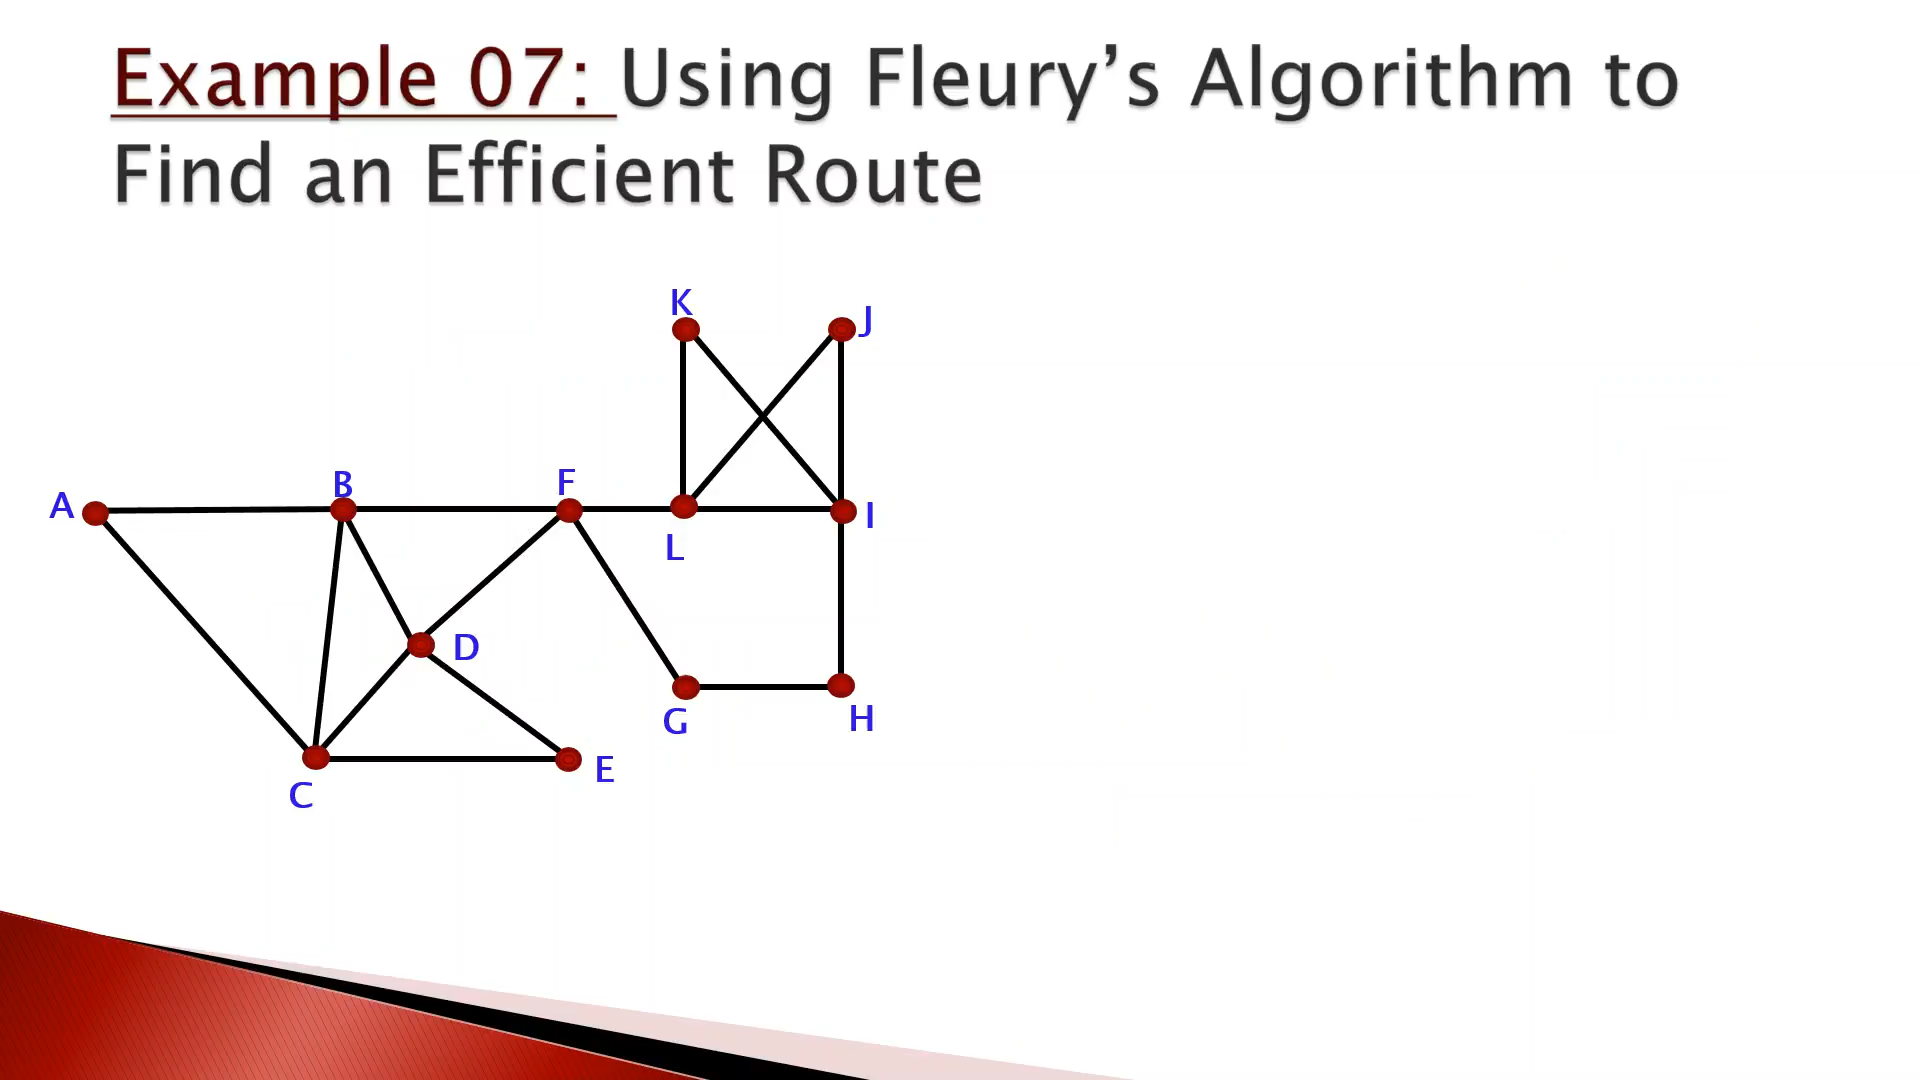 Example 07: Using Fleury’s Algorithm to
Find an Efficient Route
K
J
A
B
F
I
L
D
G
H
E
C